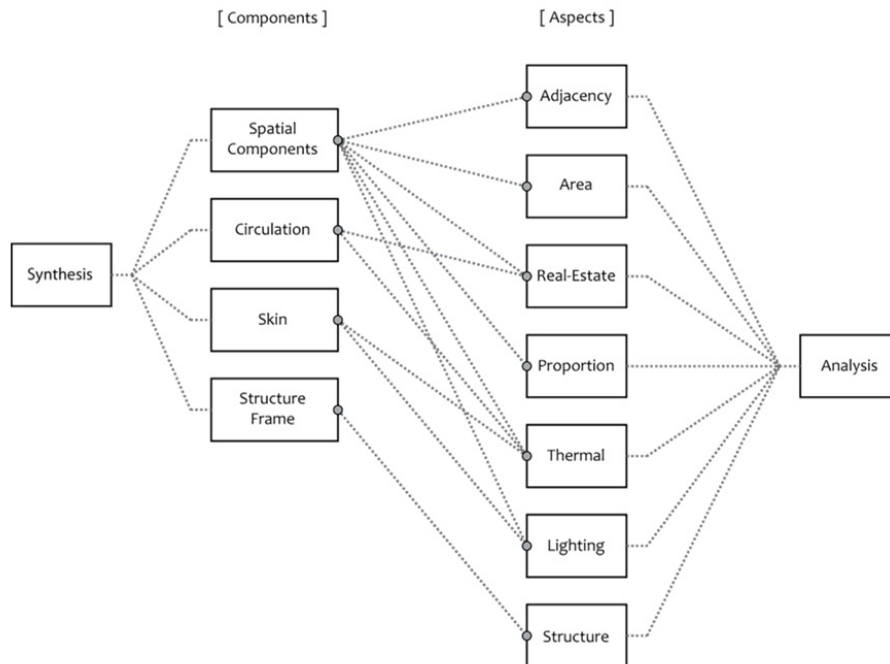 [ Components ]
[ Aspects ]
Synthesis
Spatial
Components
Circulation
Skin
Structure
Frame
Adjacency
Area
Real-Estate
Proportion
Thermal
Lighting
Structure
Analysis